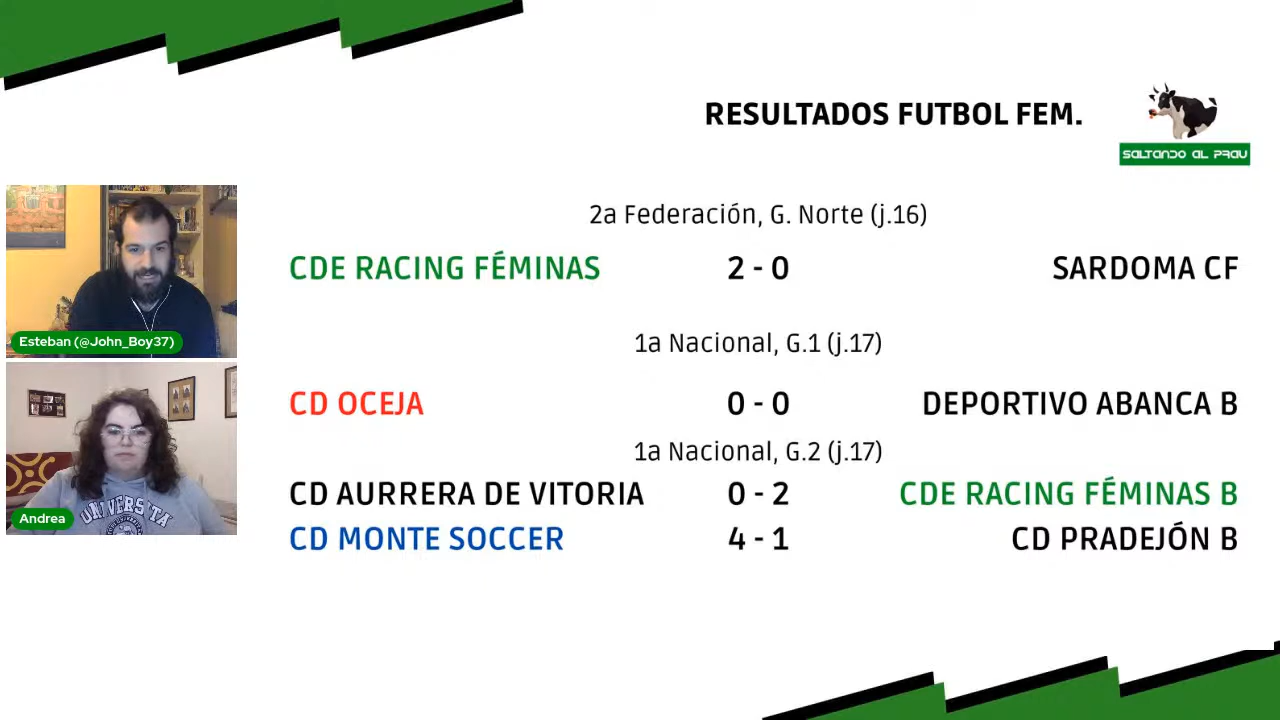 RESULTADOS FUTBOL FEM.
SALTANDO AL PRAU
2a Federación, G. Norte (j.16)
CDE RACING FÉMINAS 2 - 0 SARDOMA CF
1a Nacional, G.1 (j.17)
CD OCEJA 0 - 0 DEPORTIVO ABANCA B
1a Nacional, G.2 (j.17)
CD AURRERA DE VITORIA 0 - 2 CDE RACING FÉMINAS B
CD MONTE SOCCER 4 - 1 CD PRADEJÓN B
Esteban (@John_Boy37)
UNIVERSITA
Andrea